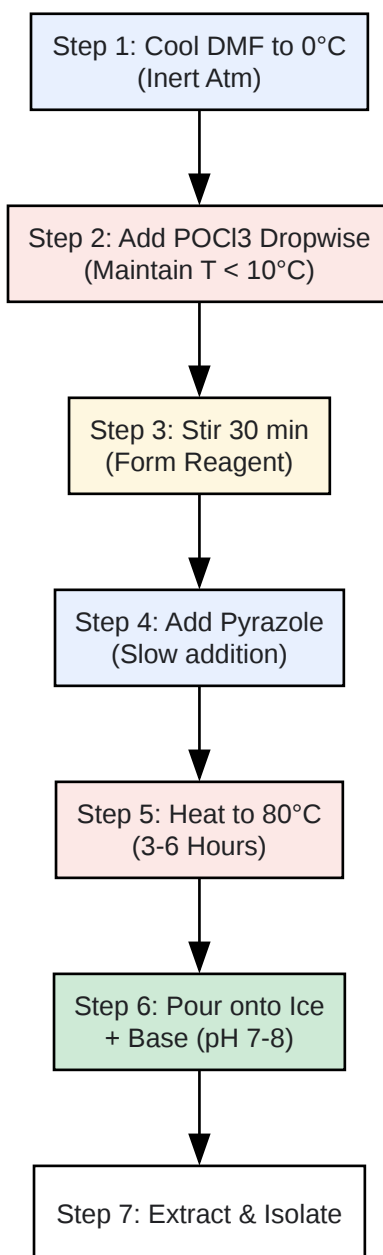 Step 1: Cool DMF to 0°C
(Inert Atm)
Step 2: Add POCl3 Dropwise
(Maintain T < 10°C)
Step 3: Stir 30 min
(Form Reagent)
Step 4: Add Pyrazole
(Slow addition)
Step 5: Heat to 80°C
(3-6 Hours)
Step 6: Pour onto Ice
+ Base (pH 7-8)
Step 7: Extract & Isolate